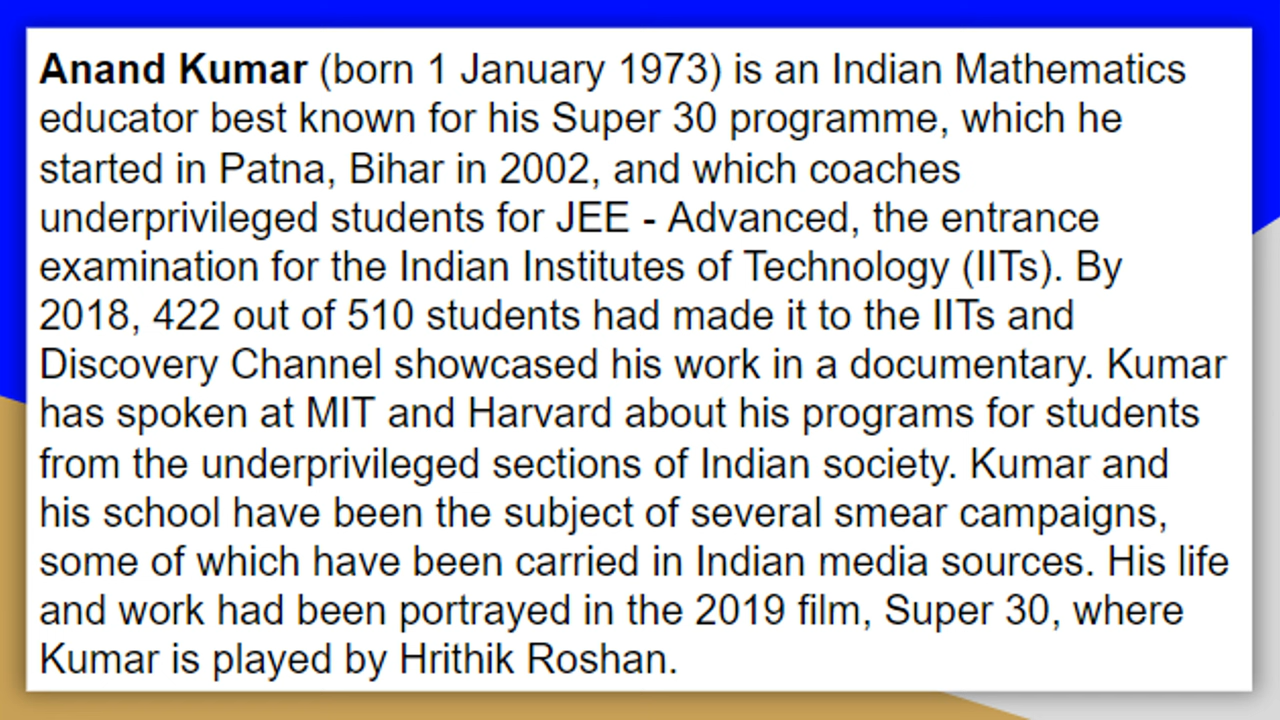 Anand Kumar (born 1 January 1973) is an Indian Mathematics
educator best known for his Super 30 programme, which he
started in Patna, Bihar in 2002, and which coaches
underprivileged students for JEE - Advanced, the entrance
examination for the Indian Institutes of Technology (IITs). By
2018, 422 out of 510 students had made it to the IITs and
Discovery Channel showcased his work in a documentary. Kumar
has spoken at MIT and Harvard about his programs for students
from the underprivileged sections of Indian society. Kumar and
his school have been the subject of several smear campaigns,
some of which have been carried in Indian media sources. His life
and work had been portrayed in the 2019 film, Super 30, where
Kumar is played by Hrithik Roshan.